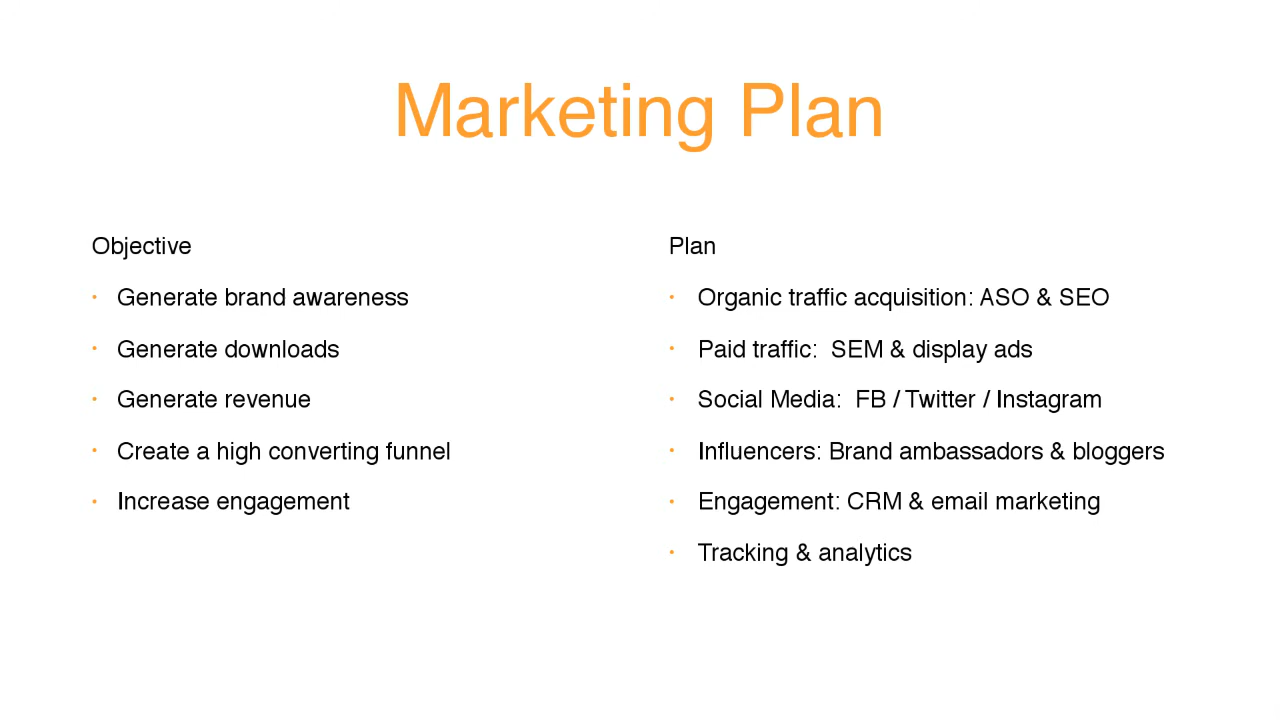 Marketing Plan
Objective
• Generate brand awareness
• Generate downloads
• Generate revenue
• Create a high converting funnel
• Increase engagement
Plan
• Organic traffic acquisition: ASO & SEO
• Paid traffic:  SEM & display ads
• Social Media:  FB / Twitter / Instagram
• Influencers: Brand ambassadors & bloggers
• Engagement: CRM & email marketing
• Tracking & analytics